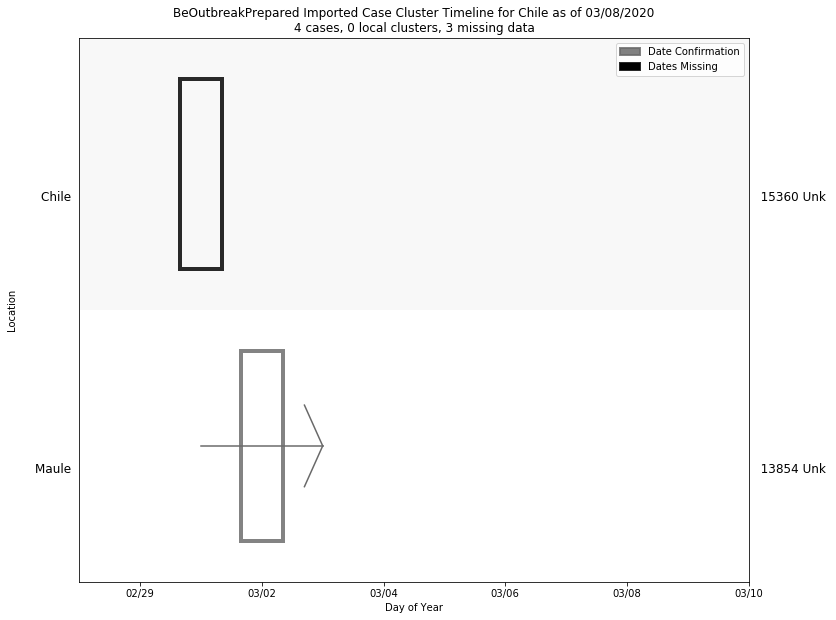 BeOutbreakPrepared Imported Case Cluster Timeline for Chile as of 03/08/2020
4 cases, 0 local clusters, 3 missing data
Date Confirmation
Dates Missing
Chile
15360 Unk
Location
Maule
13854 Unk
02/29
03/02
03/04
03/06
03/08
03/10
Day of Year